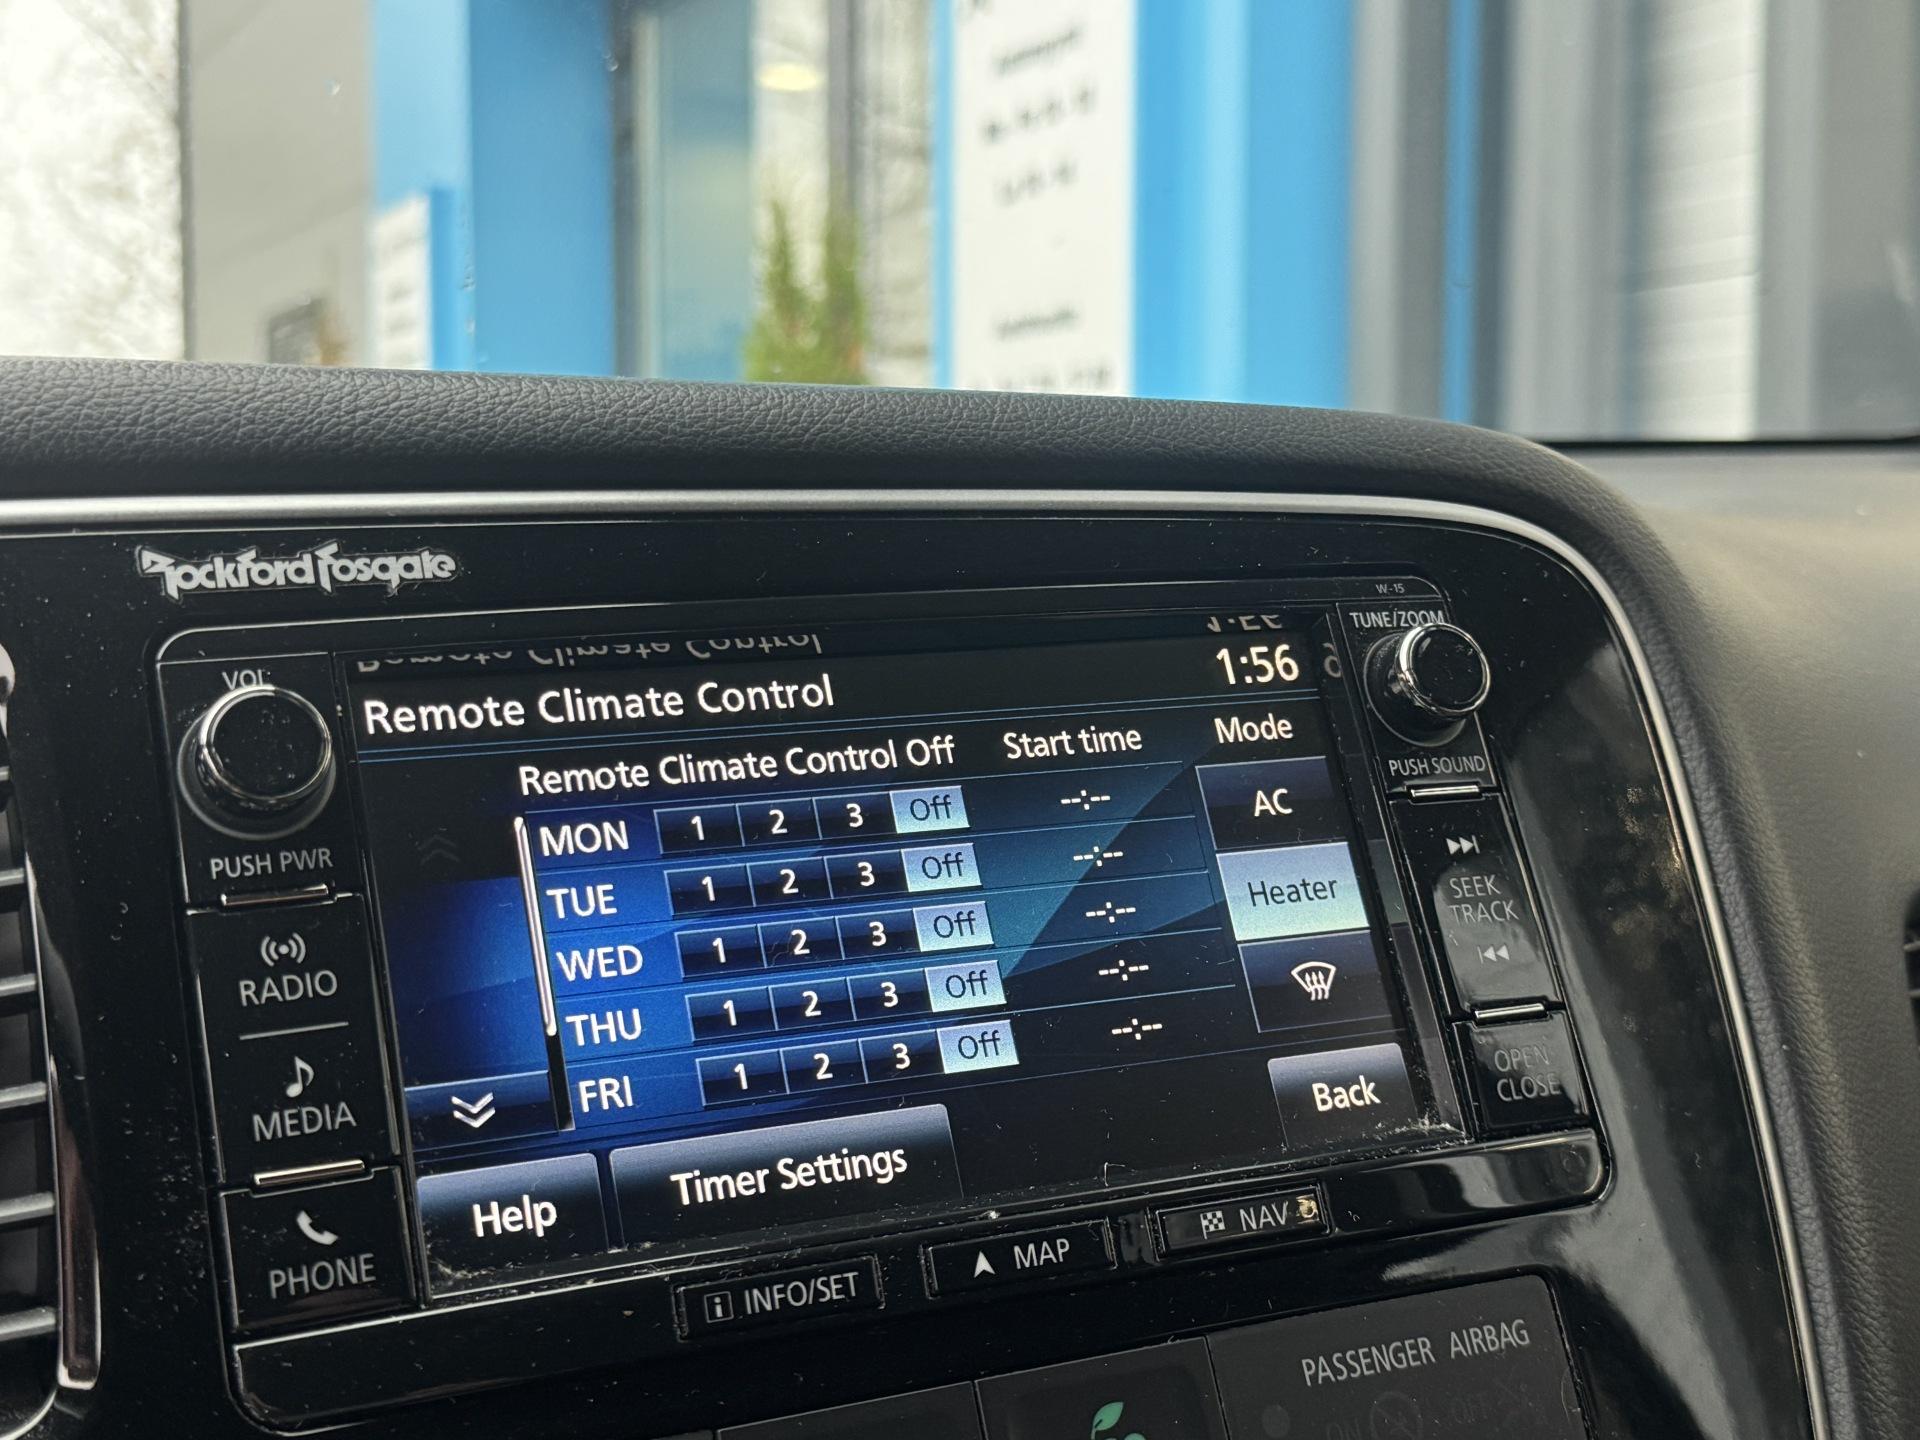 Rockford Fosgate
W-15
VOL
TUNE/ZOOM
Remote Climate Control
1:56
Remote Climate Control Off
Start time
Mode
MON 1 2 3 Off --:--
TUE 1 2 3 Off --:--
WED 1 2 3 Off --:--
THU 1 2 3 Off --:--
FRI 1 2 3 Off --:--
AC
Heater
Back
Help
Timer Settings
PUSH PWR
RADIO
MEDIA
PHONE
PUSH SOUND
SEEK
TRACK
OPEN
CLOSE
INFO/SET
MAP
NAV
PASSENGER AIRBAG
ON OFF